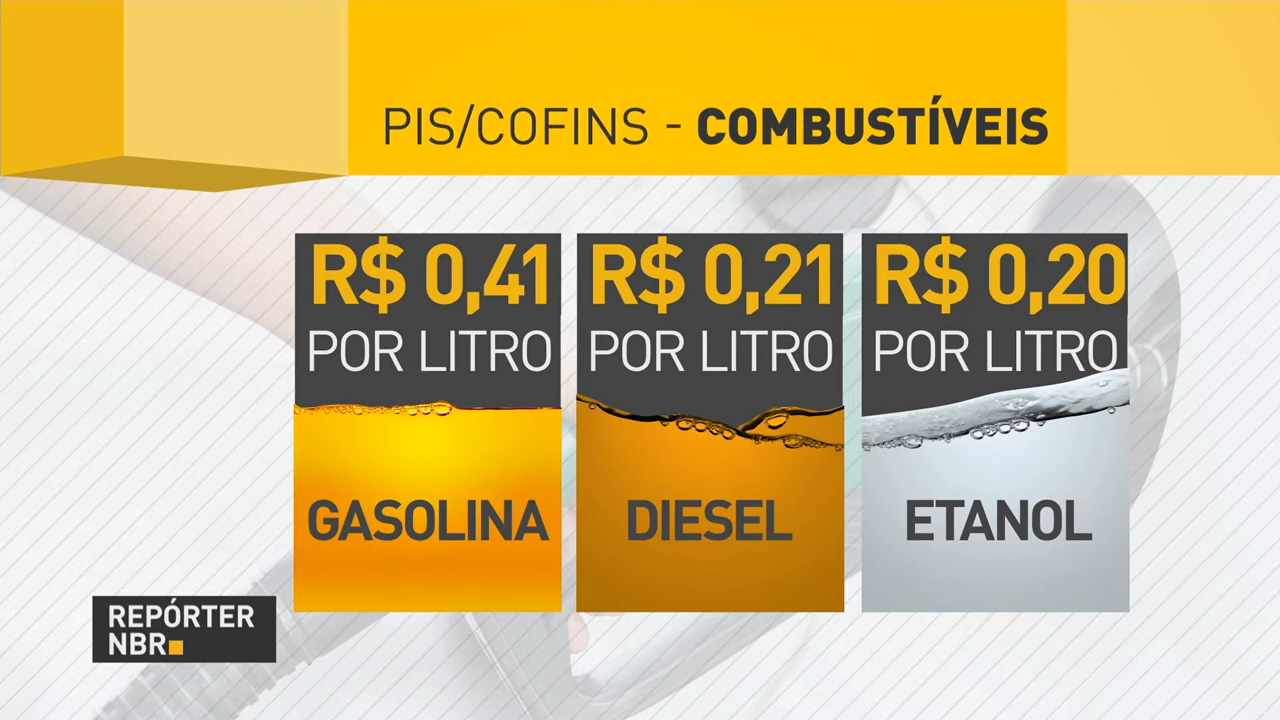 PIS/COFINS - COMBUSTÍVEIS
R$ 0,41
POR LITRO
GASOLINA
R$ 0,21
POR LITRO
DIESEL
R$ 0,20
POR LITRO
ETANOL
REPÓRTER
NBR